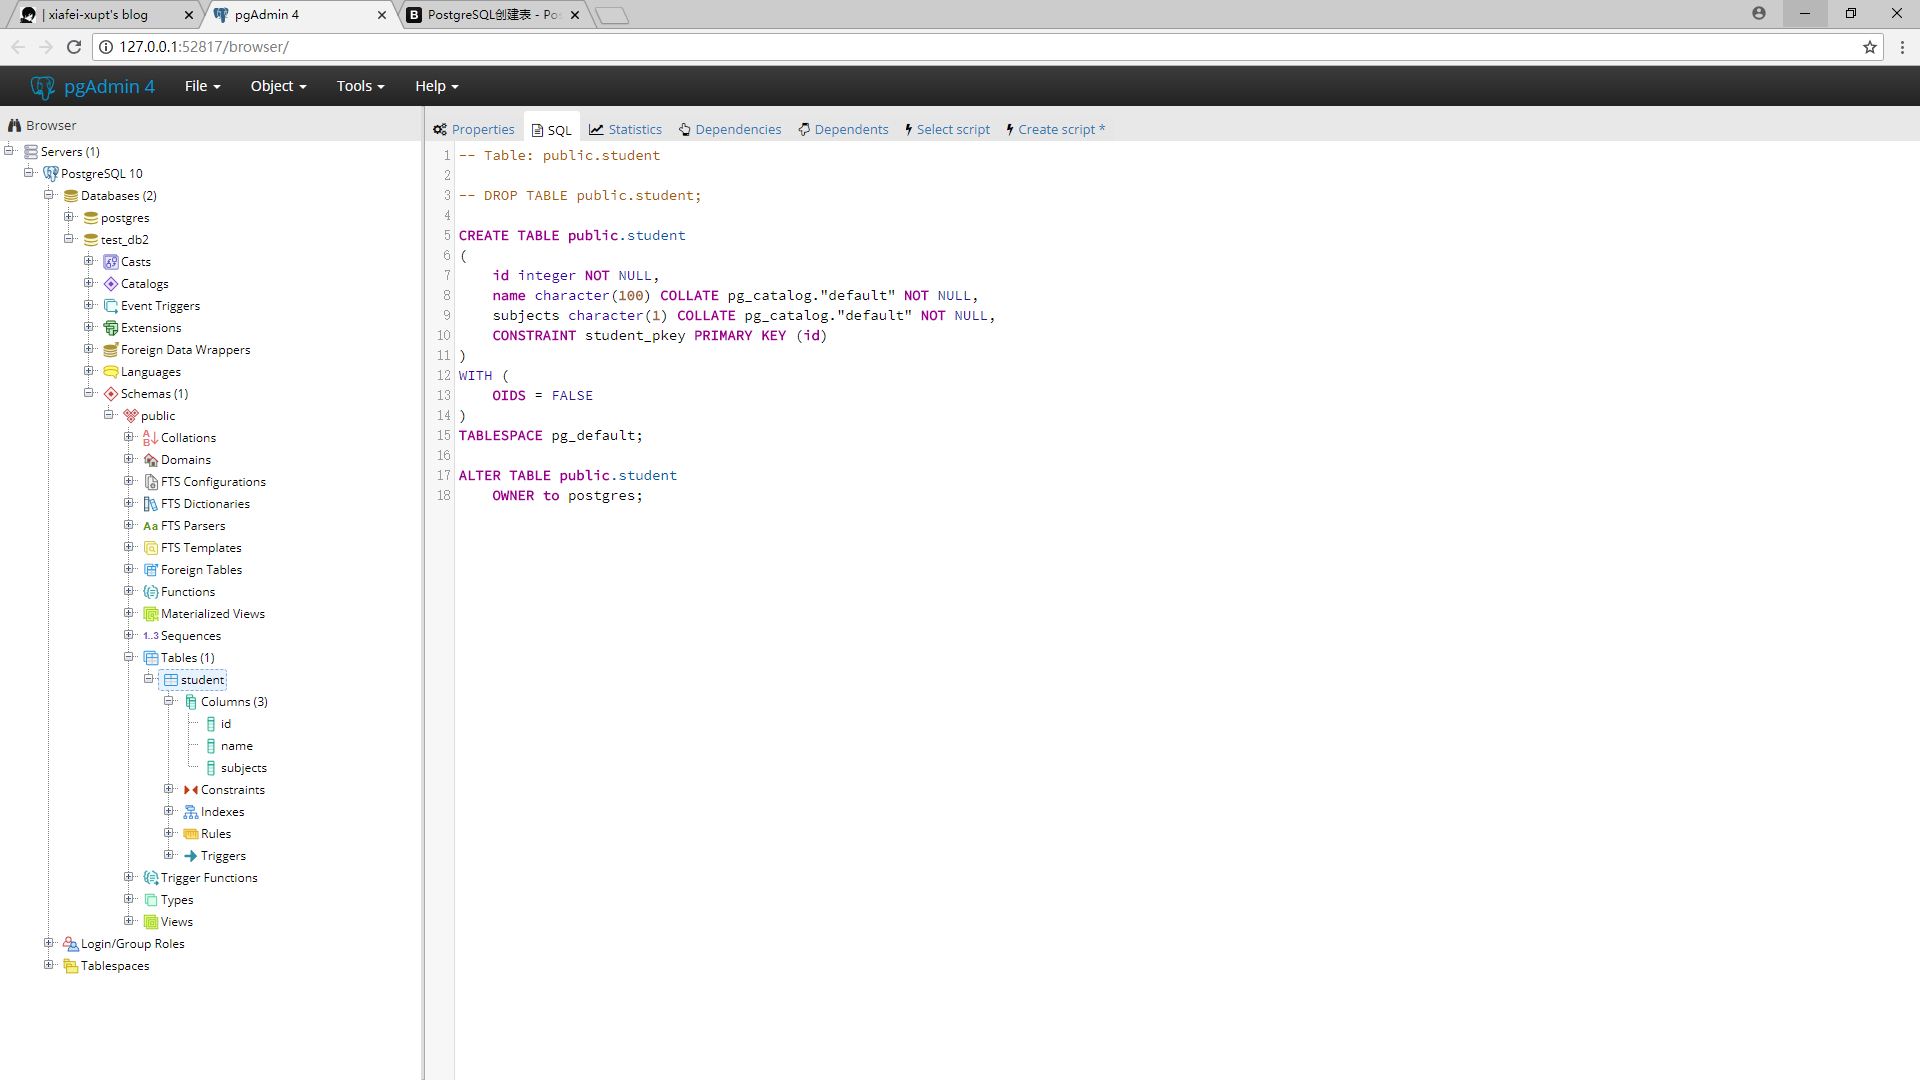 | xiafei-xupt's blog
pgAdmin 4
PostgreSQL创建表 - Pos
127.0.0.1:52817/browser/
pgAdmin 4
File
Object
Tools
Help
Browser
Properties
SQL
Statistics
Dependencies
Dependents
Select script
Create script *
Servers (1)
PostgreSQL 10
Databases (2)
postgres
test_db2
Casts
Catalogs
Event Triggers
Extensions
Foreign Data Wrappers
Languages
Schemas (1)
public
Collations
Domains
FTS Configurations
FTS Dictionaries
Aa FTS Parsers
FTS Templates
Foreign Tables
Functions
Materialized Views
1..3 Sequences
Tables (1)
student
Columns (3)
id
name
subjects
Constraints
Indexes
Rules
Triggers
Trigger Functions
Types
Views
Login/Group Roles
Tablespaces
1 -- Table: public.student
2
3 -- DROP TABLE public.student;
4
5 CREATE TABLE public.student
6 (
7     id integer NOT NULL,
8     name character(100) COLLATE pg_catalog."default" NOT NULL,
9     subjects character(1) COLLATE pg_catalog."default" NOT NULL,
10     CONSTRAINT student_pkey PRIMARY KEY (id)
11 )
12 WITH (
13     OIDS = FALSE
14 )
15 TABLESPACE pg_default;
16
17 ALTER TABLE public.student
18     OWNER to postgres;